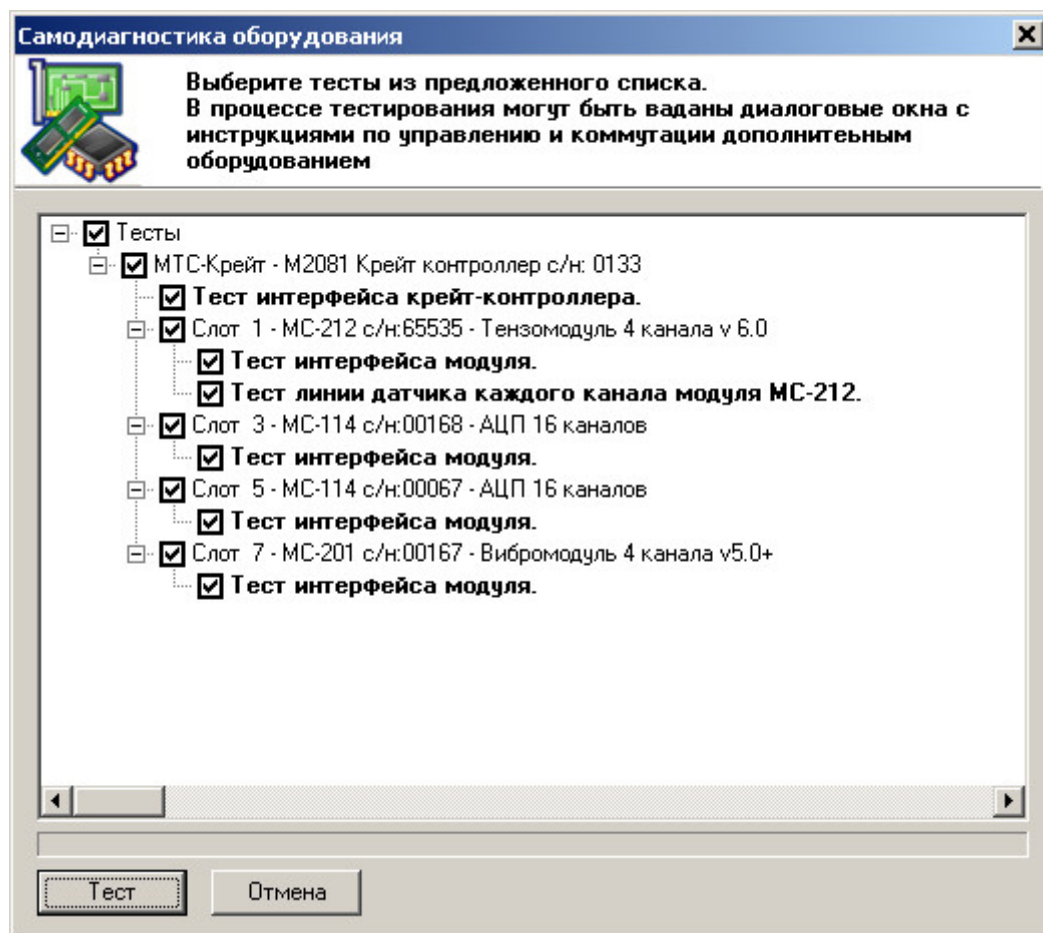 Самодиагностика оборудования
Выберите тесты из предложенного списка.
В процессе тестирования могут быть ваданы диалоговые окна с
инструкциями по управлению и коммутации дополнитеьным
оборудованием
Тесты
МТС-Крейт - М2081 Крейт контроллер с/н: 0133
Тест интерфейса крейт-контроллера.
Слот 1 - МС-212 с/н:65535 - Тензомодуль 4 канала v 6.0
Тест интерфейса модуля.
Тест линии датчика каждого канала модуля МС-212.
Слот 3 - МС-114 с/н:00168 - АЦП 16 каналов
Тест интерфейса модуля.
Слот 5 - МС-114 с/н:00067 - АЦП 16 каналов
Тест интерфейса модуля.
Слот 7 - МС-201 с/н:00167 - Вибромодуль 4 канала v5.0+
Тест интерфейса модуля.
Тест Отмена